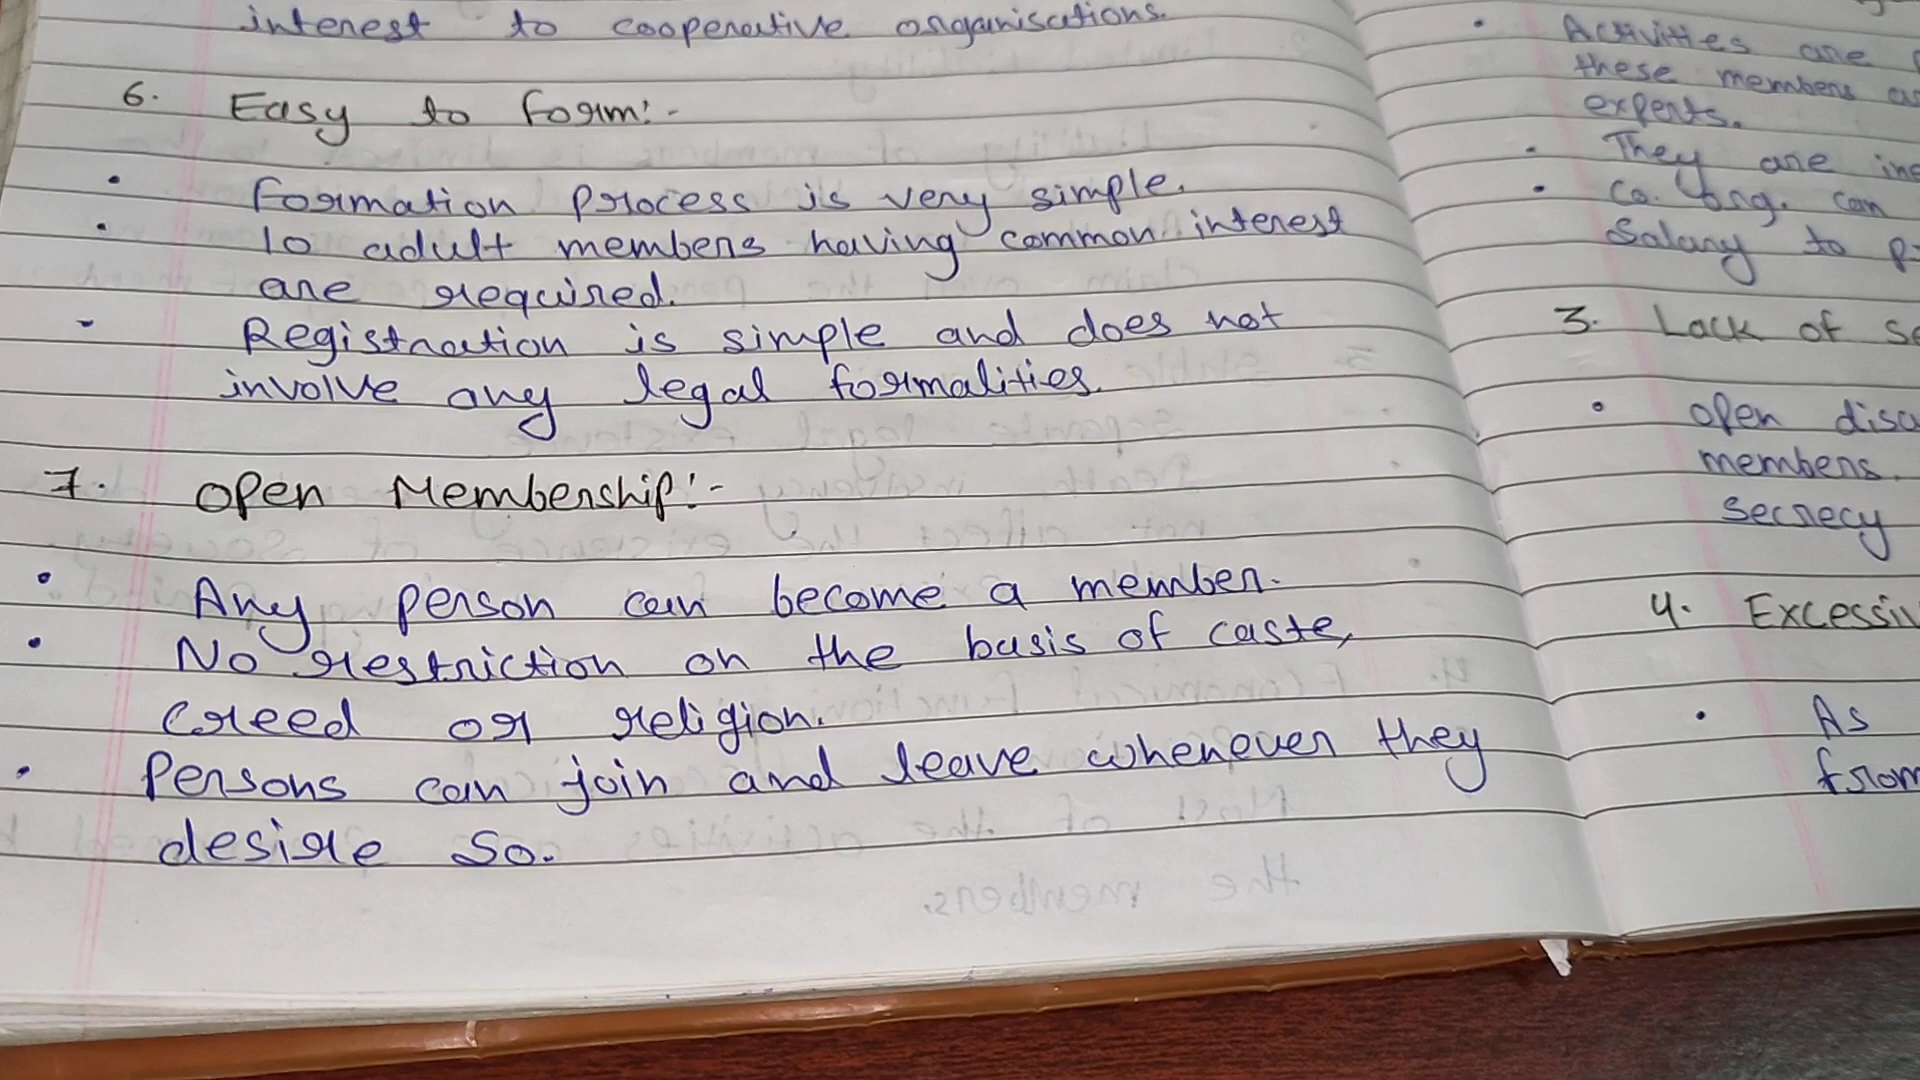 interest to cooperative organisations.
6. Easy to form:-
• Formation process is very simple.
• 10 adult members having common interest
are required.
- Registration is simple and does not
involve any legal formalities.
7. Open Membership:-
• Any person can become a member.
• No restriction on the basis of caste,
creed or religion.
• Persons can join and leave whenever they
desire so.
• Activities are
these members
experts.
• They are
• Co. org. can
Salary to
3. Lack of
• open
members.
secrecy
4.
• As
from